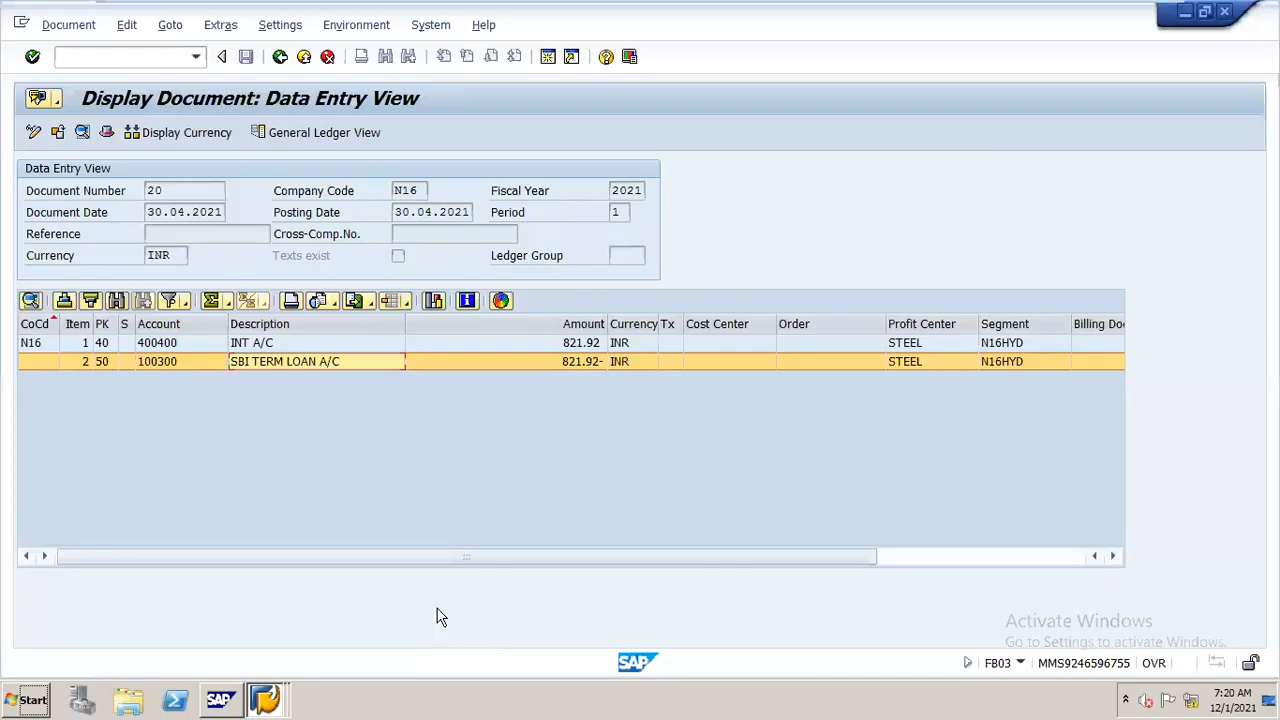 Document Edit Goto Extras Settings Environment System Help
Display Document: Data Entry View
Display Currency General Ledger View
Data Entry View
Document Number 20 Company Code N16 Fiscal Year 2021
Document Date 30.04.2021 Posting Date 30.04.2021 Period 1
Reference Cross-Comp.No.
Currency INR Texts exist Ledger Group
CoCd Item PK S Account Description Amount Currency Tx Cost Center Order Profit Center Segment Billing Do
N16 1 40 400400 INT A/C 821.92 INR STEEL N16HYD
2 50 100300 SBI TERM LOAN A/C 821.92- INR STEEL N16HYD
Activate Windows
Go to Settings to activate Windows.
SAP FB03 MMS9246596755 OVR
Start SAP 7:20 AM
12/1/2021